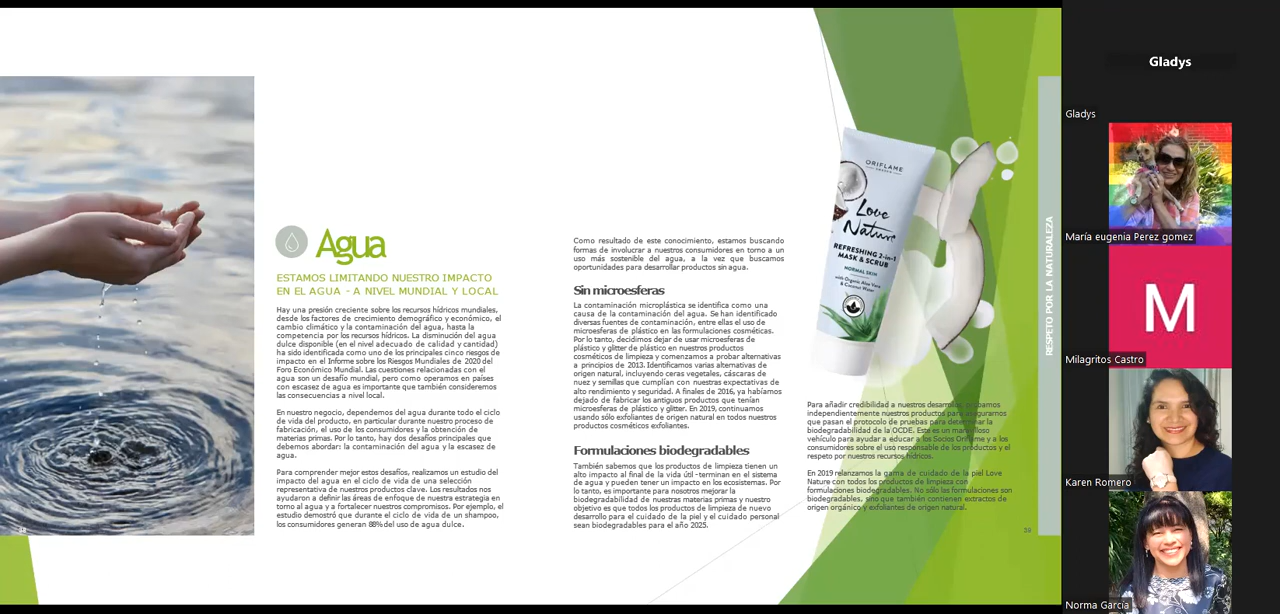 Agua
ESTAMOS LIMITANDO NUESTRO IMPACTO
EN EL AGUA - A NIVEL MUNDIAL Y LOCAL
Hay una presión creciente sobre los recursos hídricos mundiales,
desde los factores de crecimiento demográfico y económico, el
cambio climático y la contaminación del agua, hasta la
competencia por los recursos hídricos. La disminución del agua
dulce disponible (en el nivel adecuado de calidad y cantidad)
ha sido identificada como uno de los principales cinco riesgos de
impacto en el Informe sobre los Riesgos Mundiales de 2020 del
Foro Económico Mundial. Las cuestiones relacionadas con el
agua son un desafío mundial, pero como operamos en países
con escasez de agua es importante que también consideremos
las consecuencias a nivel local.
En nuestro negocio, dependemos del agua durante todo el ciclo
de vida del producto, en particular durante nuestro proceso de
fabricación, el uso de los consumidores y la obtención de
materias primas. Por lo tanto, hay dos desafíos principales que
debemos abordar: la contaminación del agua y la escasez de
agua.
Para comprender mejor estos desafíos, realizamos un estudio del
impacto del agua en el ciclo de vida de una selección
representativa de nuestros productos clave. Los resultados nos
ayudaron a definir las áreas de enfoque de nuestra estrategia en
torno al agua y a fortalecer nuestros compromisos. Por ejemplo, el
estudio demostró que durante el ciclo de vida de un shampoo,
los consumidores generan 88% del uso de agua dulce.
Como resultado de este conocimiento, estamos buscando
formas de involucrar a nuestros consumidores en torno a un
uso más sostenible del agua, a la vez que buscamos
oportunidades para desarrollar productos sin agua.
Sin microesferas
La contaminación microplástica se identifica como una
causa de la contaminación del agua. Se han identificado
diversas fuentes de contaminación, entre ellas el uso de
microesferas de plástico en las formulaciones cosméticas.
Por lo tanto, decidimos dejar de usar microesferas de
plástico y glitter de plástico en nuestros productos
cosméticos de limpieza y comenzamos a probar alternativas
a principios de 2013. Identificamos varias alternativas de
origen natural, incluyendo ceras vegetales, cáscaras de
nuez y semillas que cumplían con nuestras expectativas de
alto rendimiento y seguridad. A finales de 2016, ya habíamos
dejado de fabricar los antiguos productos que tenían
microesferas de plástico y glitter. En 2019, continuamos
usando sólo exfoliantes de origen natural en todos nuestros
productos cosméticos exfoliantes.
Formulaciones biodegradables
También sabemos que los productos de limpieza tienen un
alto impacto al final de la vida útil -terminan en el sistema
de agua y pueden tener un impacto en los ecosistemas. Por
lo tanto, es importante para nosotros mejorar la
biodegradabilidad de nuestras materias primas y nuestro
objetivo es que todos los productos de limpieza de nuevo
desarrollo para el cuidado de la piel y el cuidado personal
sean biodegradables para el año 2025.
ORIFLAME
SWEDEN
Love
Nature
REFRESHING 2-in-1
MASK & SCRUB
NORMAL SKIN
with Organic Aloe Vera
& Coconut Water
Para añadir credibilidad a nuestros desarrollos
independientemente nuestros productos para asegurarnos
que pasan el protocolo de pruebas para determinar la
biodegradabilidad de la OCDE. Este es un maravilloso
vehículo para ayudar a educar a los Socios Oriflame y a los
consumidores sobre el uso responsable de los productos y el
respeto por nuestros recursos hídricos.
En 2019 relanzamos la gama de cuidado de la piel Love
Nature con todos los productos de limpieza con
formulaciones biodegradables. No sólo las formulaciones son
biodegradables, sino que también contienen extractos de
origen orgánico y exfoliantes de origen natural.
39
RESPETO POR LA NATURALEZA
Gladys
Gladys
María eugenia Perez gomez
M
Milagritos Castro
Karen Romero
Norma García